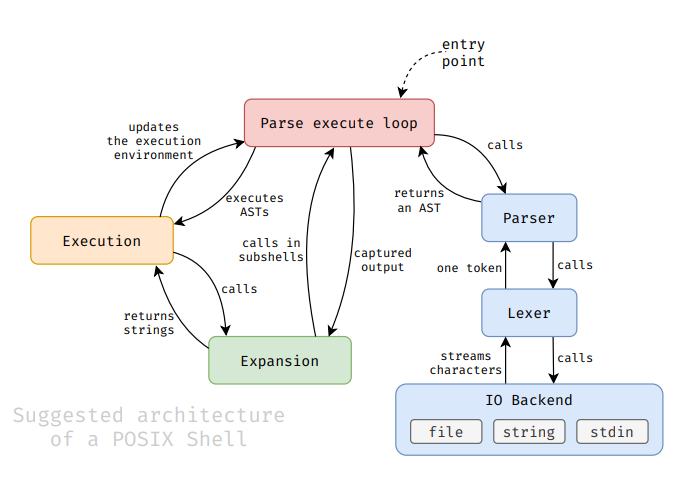 entry
point
Parse execute loop
updates
the execution
environment
calls
executes
ASTs
returns
an AST
Parser
Execution
calls in
subshells
captured
output
one token
calls
calls
Lexer
returns
strings
Expansion
streams
characters
calls
IO Backend
file
string
stdin
Suggested architecture
of a POSIX Shell